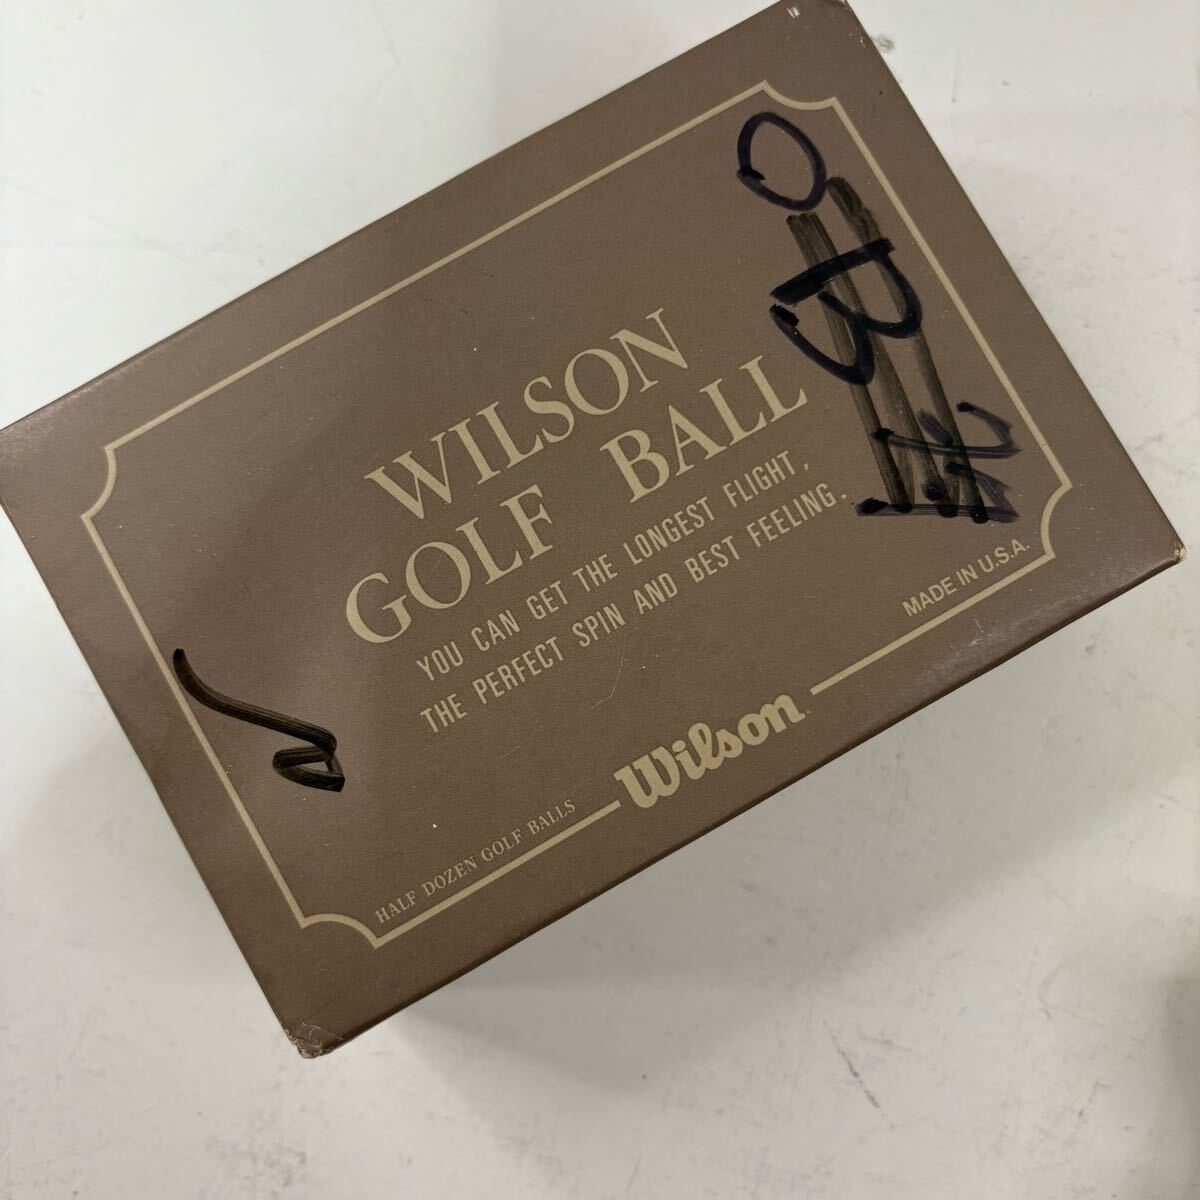 WILSON
GOLF BALL
YOU CAN GET THE LONGEST FLIGHT,
THE PERFECT SPIN AND BEST FEELING.
MADE IN U.S.A.
Wilson
HALF DOZEN GOLF BALLS